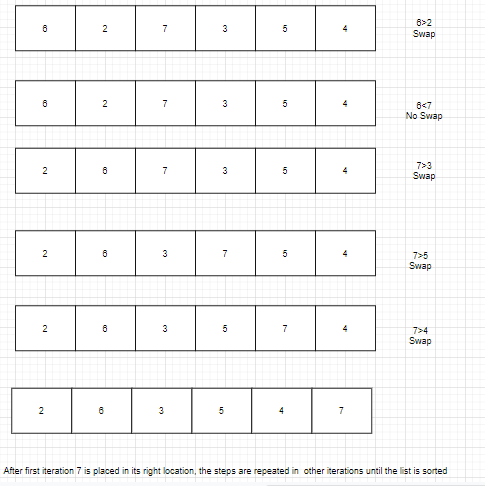 6 2 7 3 5 4 6>2
Swap
6 2 7 3 5 4 6<7
No Swap
2 6 7 3 5 4 7>3
Swap
2 6 3 7 5 4 7>5
Swap
2 6 3 5 7 4 7>4
Swap
2 6 3 5 4 7
After first iteration 7 is placed in its right location, the steps are repeated in other iterations until the list is sorted